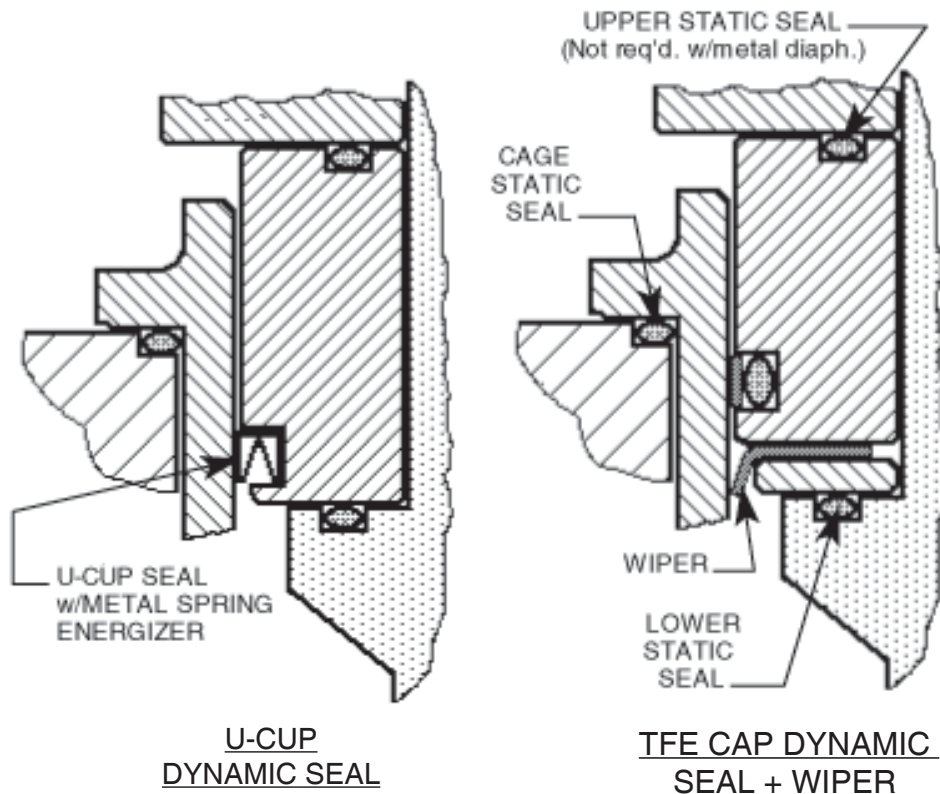 UPPER STATIC SEAL
(Not req'd. w/metal diaph.)
CAGE
STATIC
SEAL
U-CUP SEAL
w/METAL SPRING
ENERGIZER
WIPER
LOWER
STATIC
SEAL
U-CUP
DYNAMIC SEAL
TFE CAP DYNAMIC
SEAL + WIPER